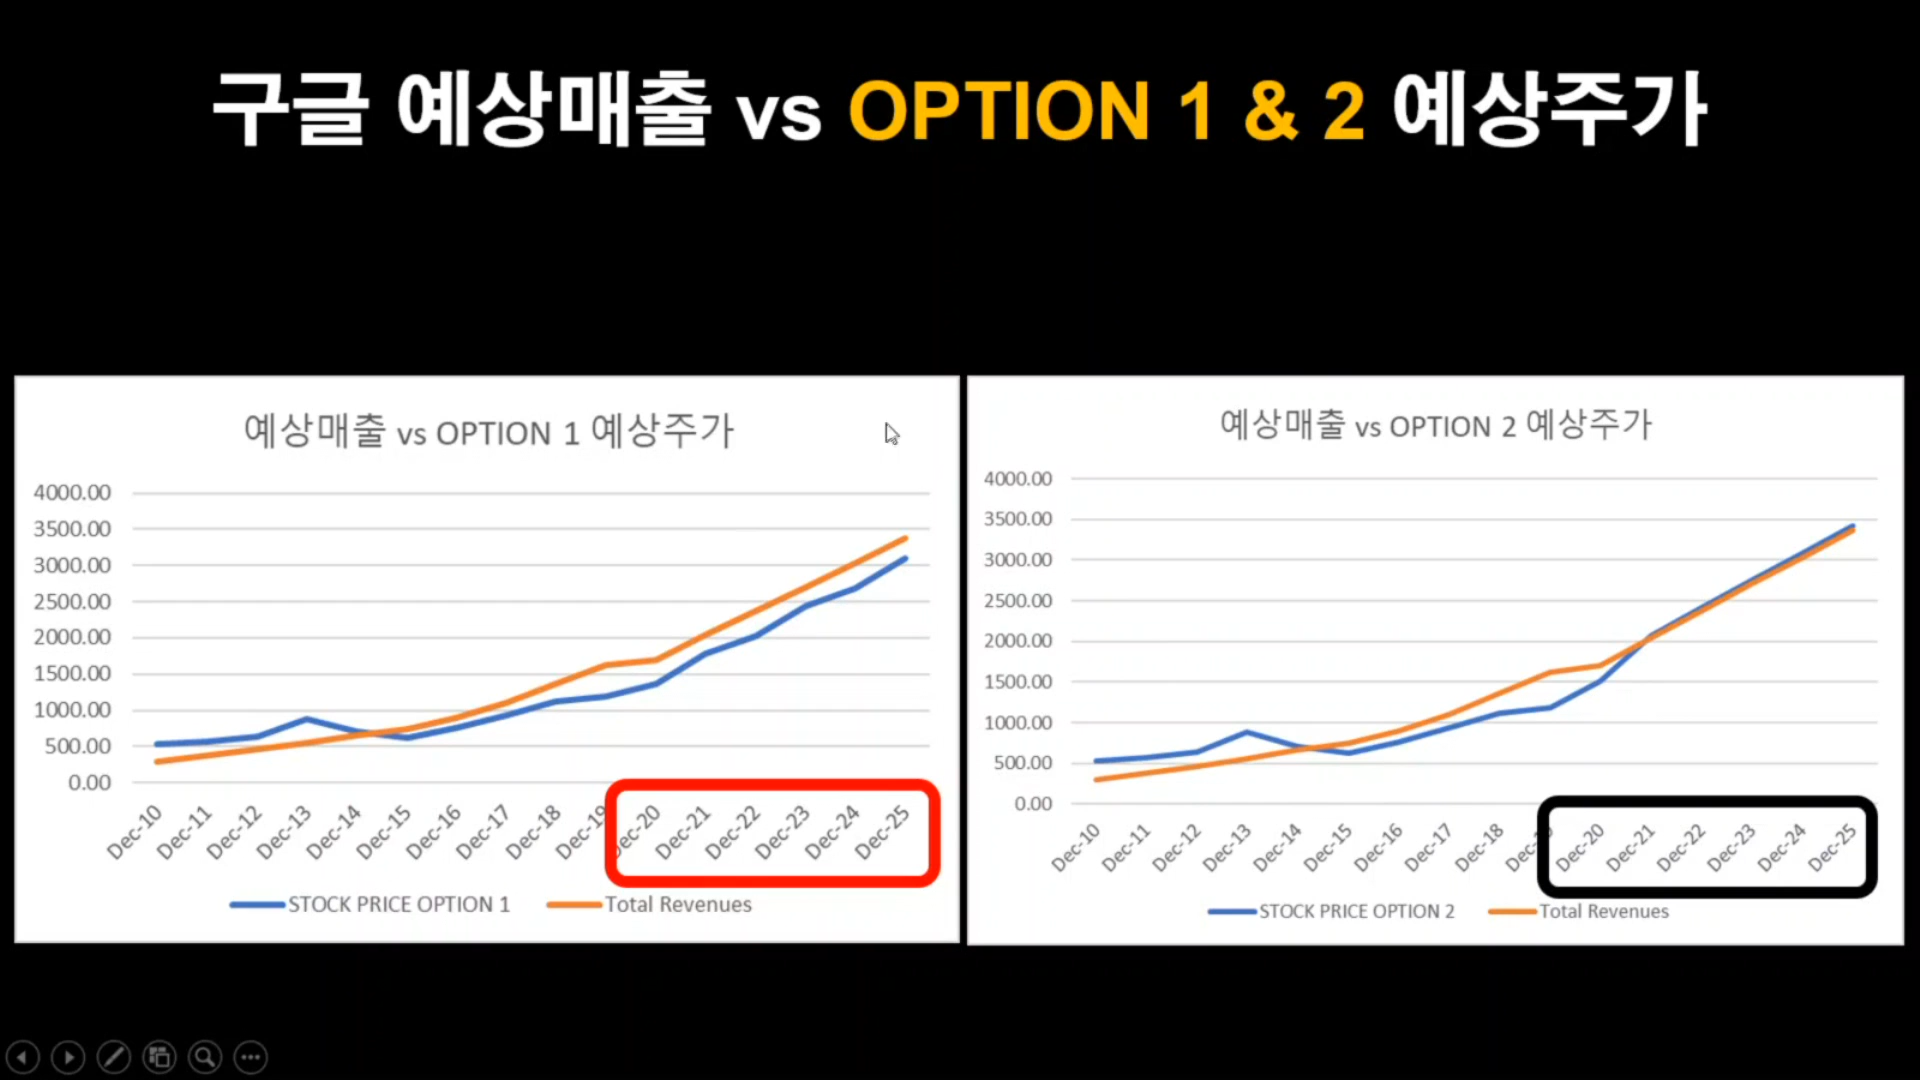 구글 예상매출 vs OPTION 1 & 2 예상주가
예상매출 vs OPTION 1 예상주가
4000.00
3500.00
3000.00
2500.00
2000.00
1500.00
1000.00
500.00
0.00
Dec-10 Dec-11 Dec-12 Dec-13 Dec-14 Dec-15 Dec-16 Dec-17 Dec-18 Dec-19 Dec-20 Dec-21 Dec-22 Dec-23 Dec-24 Dec-25
STOCK PRICE OPTION 1 Total Revenues
예상매출 vs OPTION 2 예상주가
4000.00
3500.00
3000.00
2500.00
2000.00
1500.00
1000.00
500.00
0.00
Dec-10 Dec-11 Dec-12 Dec-13 Dec-14 Dec-15 Dec-16 Dec-17 Dec-18 Dec-20 Dec-21 Dec-22 Dec-23 Dec-24 Dec-25
STOCK PRICE OPTION 2 Total Revenues